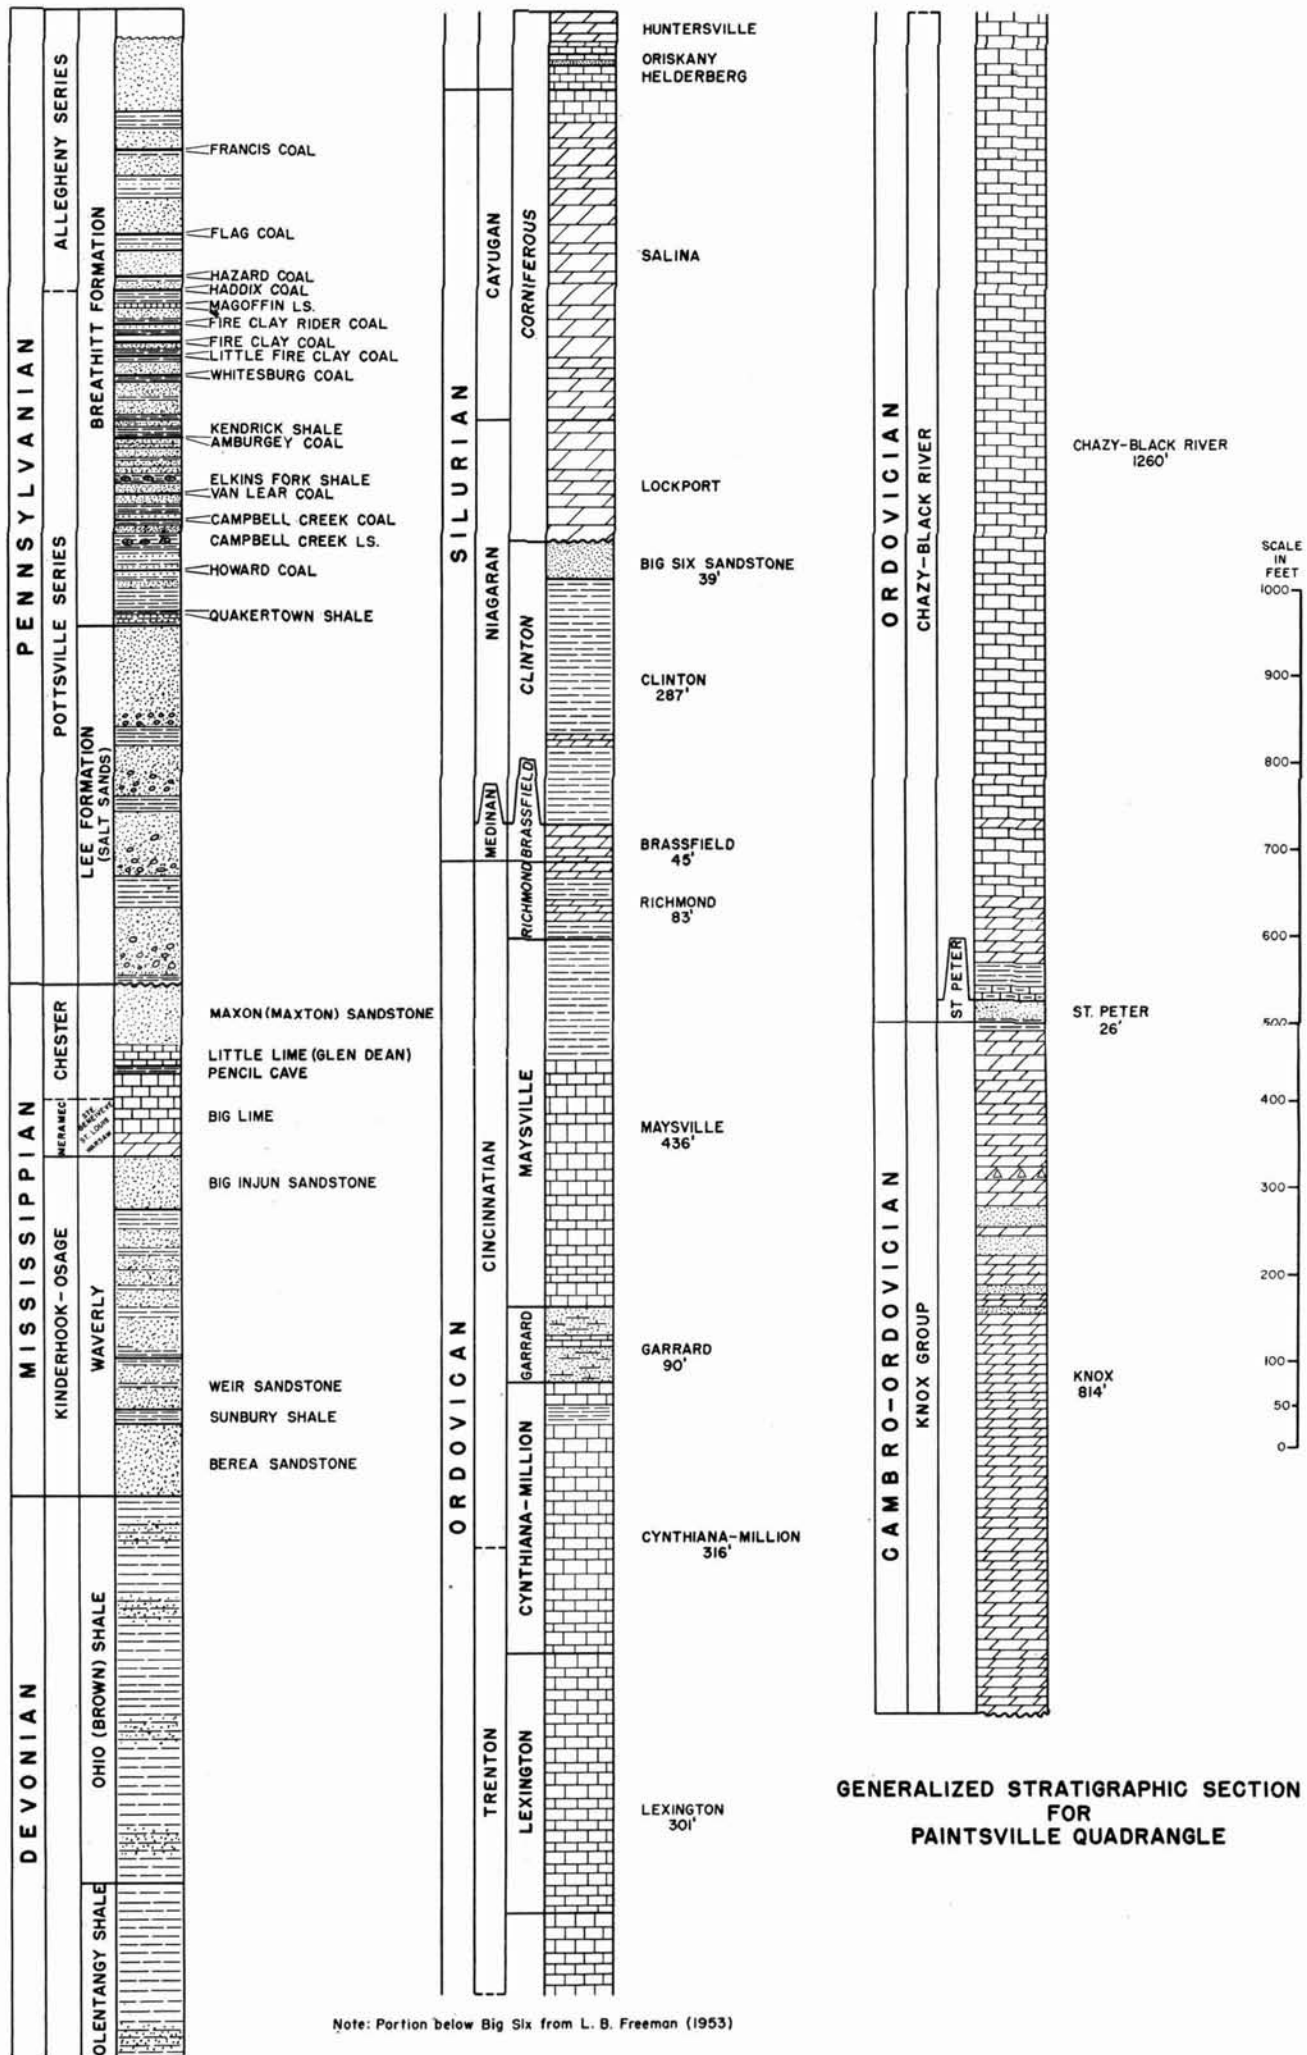 PENNSYLVANIAN
ALLEGHENY SERIES
POTTSVILLE SERIES
BREATHITT FORMATION
LEE FORMATION
(SALT SANDS)
FRANCIS COAL
FLAG COAL
HAZARD COAL
HADDIX COAL
MAGOFFIN LS.
FIRE CLAY RIDER COAL
FIRE CLAY COAL
LITTLE FIRE CLAY COAL
WHITESBURG COAL
KENDRICK SHALE
AMBURGEY COAL
ELKINS FORK SHALE
VAN LEAR COAL
CAMPBELL CREEK COAL
CAMPBELL CREEK LS.
HOWARD COAL
QUAKERTOWN SHALE
MISSISSIPPIAN
CHESTER
MERAMEC
STE.
GENEVIEVE
ST. LOUIS
WARSAW
KINDERHOOK-OSAGE
WAVERLY
MAXON (MAXTON) SANDSTONE
LITTLE LIME (GLEN DEAN)
PENCIL CAVE
BIG LIME
BIG INJUN SANDSTONE
WEIR SANDSTONE
SUNBURY SHALE
BEREA SANDSTONE
DEVONIAN
OHIO (BROWN) SHALE
OLENTANGY SHALE
HUNTERSVILLE
ORISKANY
HELDERBERG
SILURIAN
CAYUGAN
NIAGARAN
MEDINAN
CORNIFEROUS
CLINTON
BRASSFIELD
SALINA
LOCKPORT
BIG SIX SANDSTONE
39'
CLINTON
287'
BRASSFIELD
45'
ORDOVICAN
CINCINNATIAN
TRENTON
RICHMOND
MAYSVILLE
GARRARD
CYNTHIANA-MILLION
LEXINGTON
RICHMOND
83'
MAYSVILLE
436'
GARRARD
90'
CYNTHIANA-MILLION
316'
LEXINGTON
301'
ORDOVICIAN
CHAZY-BLACK RIVER
ST PETER
CHAZY-BLACK RIVER
1260'
ST. PETER
26'
CAMBRO-ORDOVICIAN
KNOX GROUP
KNOX
814'
SCALE
IN
FEET
1000
900
800
700
600
500
400
300
200
100
50
0
GENERALIZED STRATIGRAPHIC SECTION
FOR
PAINTSVILLE QUADRANGLE
Note: Portion below Big Six from L. B. Freeman (1953)